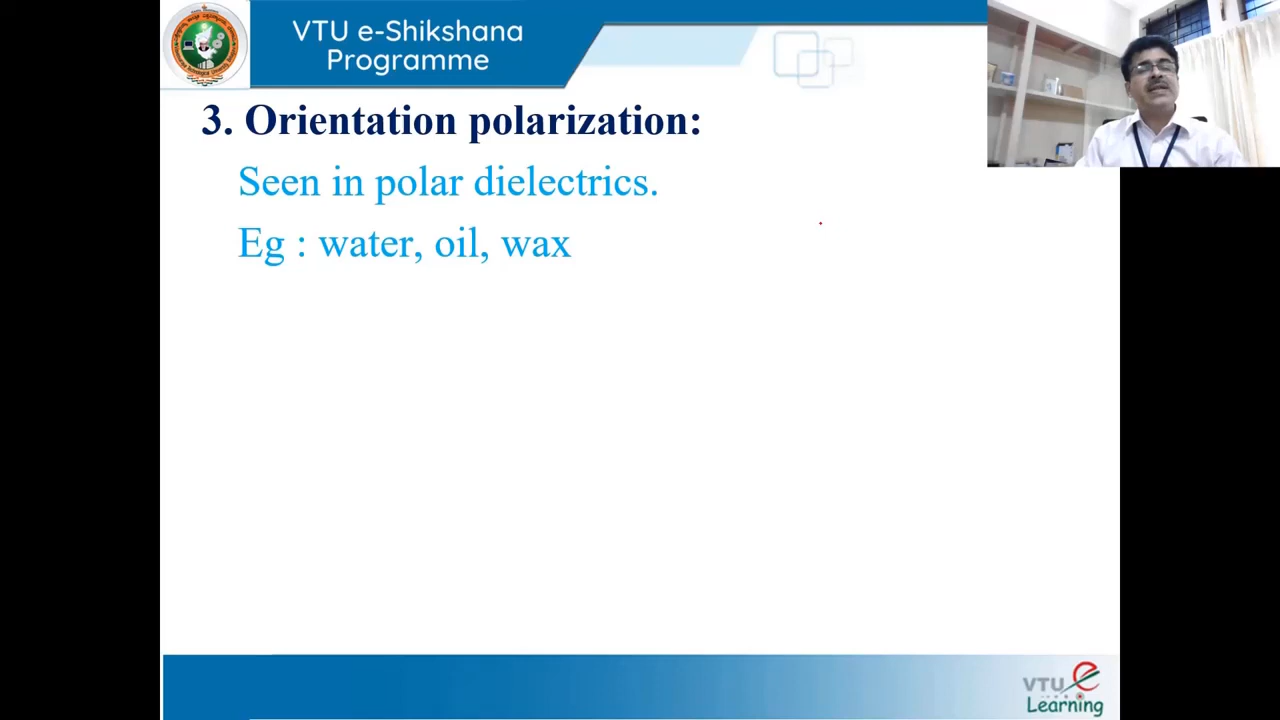 VTU e-Shikshana
Programme
3. Orientation polarization:
Seen in polar dielectrics.
Eg : water, oil, wax
VTU e
Learning